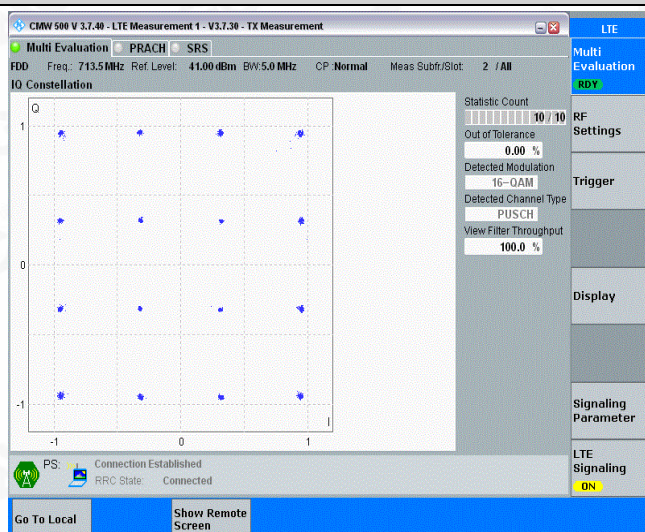 CMW 500 V 3.7.40 - LTE Measurement 1 - V3.7.30 - TX Measurement
LTE
Multi Evaluation PRACH SRS
FDD Freq.: 713.5 MHz Ref. Level: 41.00 dBm BW:5.0 MHz CP :Normal Meas Subfr./Slot: 2 / All
IQ Constellation
Q
1
0
-1
-1 0 1
I
Statistic Count
10 / 10
Out of Tolerance
0.00 %
Detected Modulation
16-QAM
Detected Channel Type
PUSCH
View Filter Throughput
100.0 %
Multi
Evaluation
RDY
RF
Settings
Trigger
Display
Signaling
Parameter
LTE
Signaling
ON
PS: Connection Established
RRC State: Connected
Go To Local
Show Remote
Screen